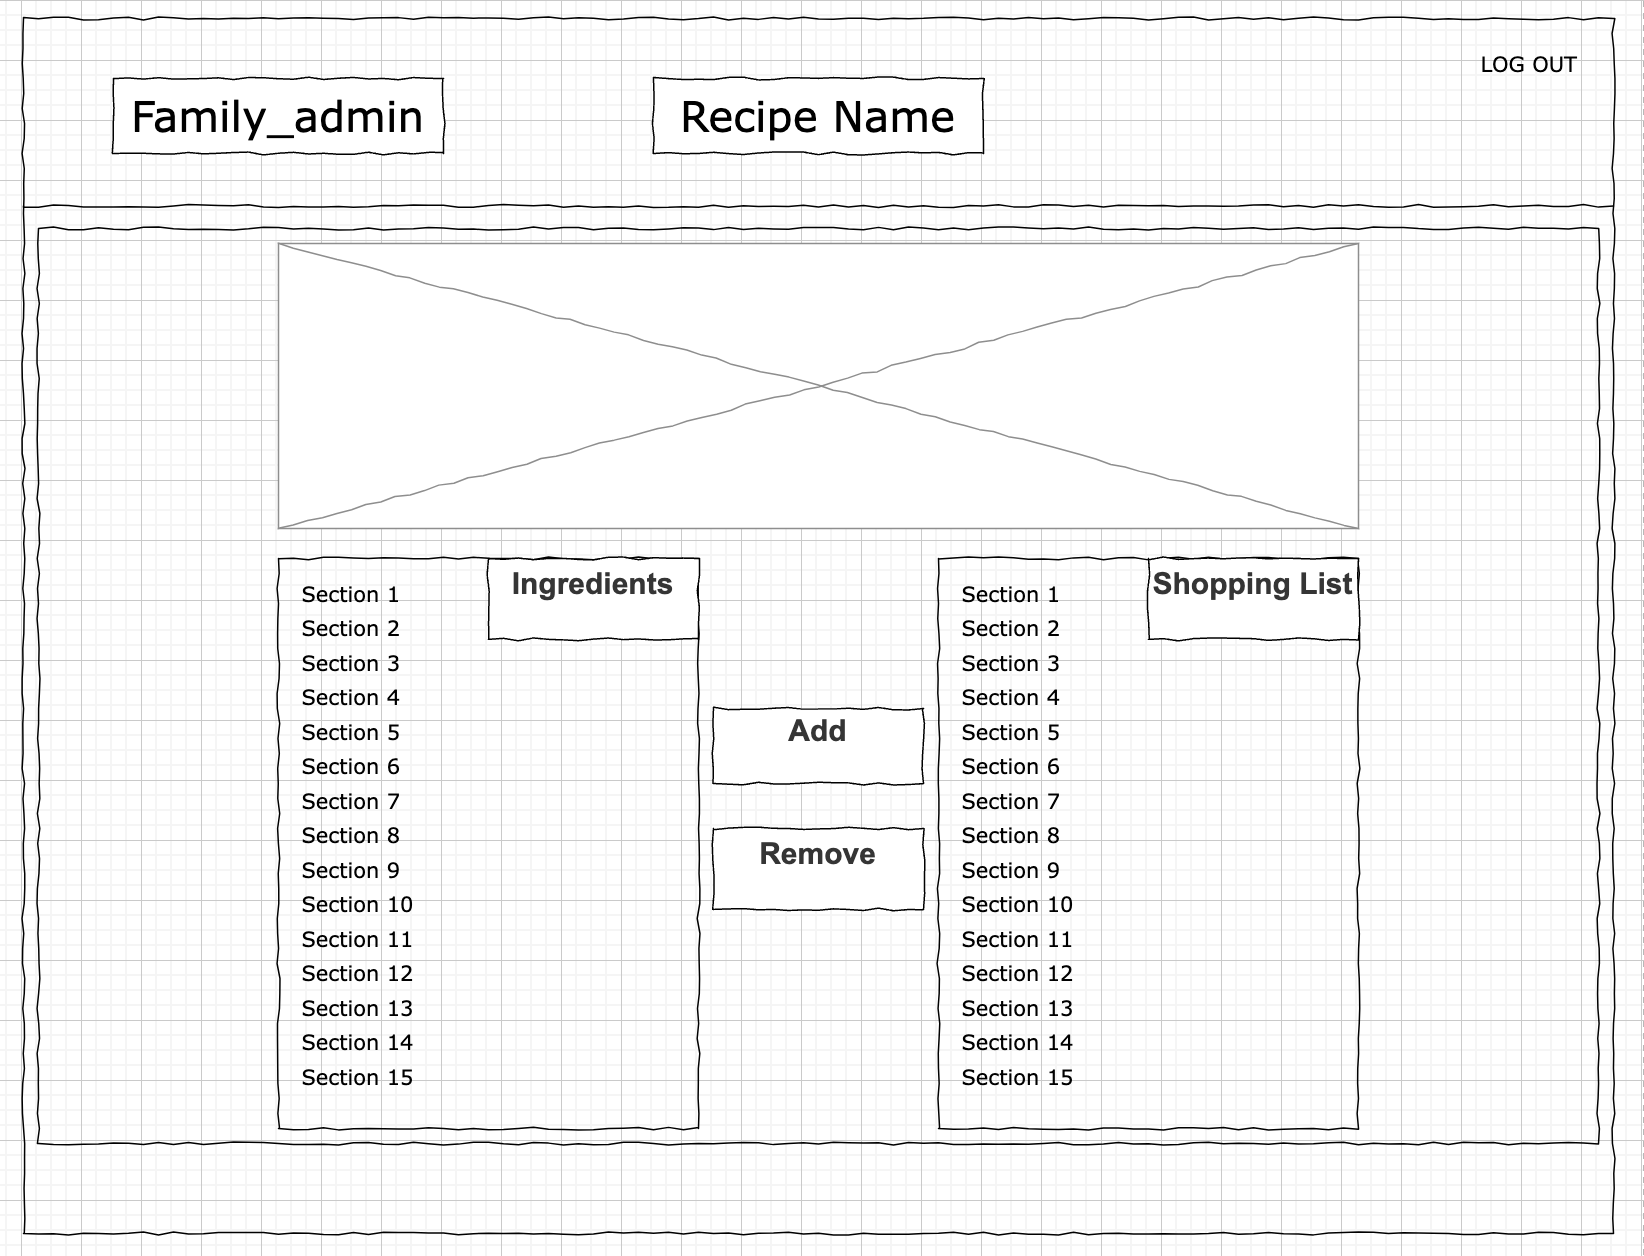 LOG OUT
Family_admin
Recipe Name
Ingredients
Section 1
Section 2
Section 3
Section 4
Section 5
Section 6
Section 7
Section 8
Section 9
Section 10
Section 11
Section 12
Section 13
Section 14
Section 15
Add
Remove
Shopping List
Section 1
Section 2
Section 3
Section 4
Section 5
Section 6
Section 7
Section 8
Section 9
Section 10
Section 11
Section 12
Section 13
Section 14
Section 15